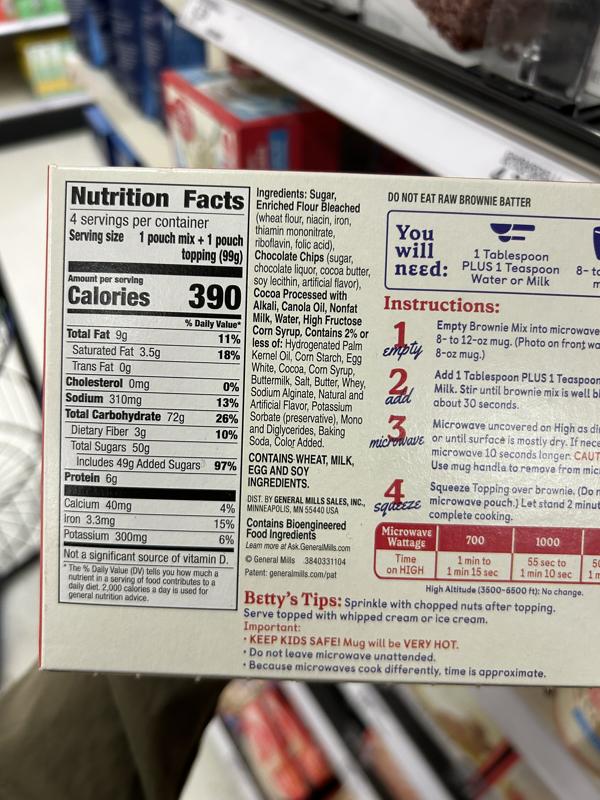 Nutrition Facts
4 servings per container
Serving size 1 pouch mix + 1 pouch
topping (99g)
Amount per serving
Calories 390
% Daily Value*
Total Fat 9g 11%
Saturated Fat 3.5g 18%
Trans Fat 0g
Cholesterol 0mg 0%
Sodium 310mg 13%
Total Carbohydrate 72g 26%
Dietary Fiber 3g 10%
Total Sugars 50g
Includes 49g Added Sugars 97%
Protein 6g
Calcium 40mg 4%
Iron 3.3mg 15%
Potassium 300mg 6%
Not a significant source of vitamin D.
*The % Daily Value (DV) tells you how much a
nutrient in a serving of food contributes to a
daily diet. 2,000 calories a day is used for
general nutrition advice.
Ingredients: Sugar,
Enriched Flour Bleached
(wheat flour, niacin, iron,
thiamin mononitrate,
riboflavin, folic acid),
Chocolate Chips (sugar,
chocolate liquor, cocoa butter,
soy lecithin, artificial flavor),
Cocoa Processed with
Alkali, Canola Oil, Nonfat
Milk, Water, High Fructose
Corn Syrup, Contains 2% or
less of: Hydrogenated Palm
Kernel Oil, Corn Starch, Egg
White, Cocoa, Corn Syrup,
Buttermilk, Salt, Butter, Whey,
Sodium Alginate, Natural and
Artificial Flavor, Potassium
Sorbate (preservative), Mono
and Diglycerides, Baking
Soda, Color Added.
CONTAINS WHEAT, MILK,
EGG AND SOY
INGREDIENTS.
DIST. BY GENERAL MILLS SALES, INC.,
MINNEAPOLIS, MN 55440 USA
Contains Bioengineered
Food Ingredients
Learn more at Ask.GeneralMills.com
© General Mills 3840331104
Patent: generalmills.com/pat
DO NOT EAT RAW BROWNIE BATTER
You
will
need:
1 Tablespoon
PLUS 1 Teaspoon
Water or Milk
8- to
Instructions:
1 empty
Empty Brownie Mix into microwave
8- to 12-oz mug. (Photo on front wa
8-oz mug.)
2 add
Add 1 Tablespoon PLUS 1 Teaspoon
Milk. Stir until brownie mix is well bl
about 30 seconds.
3 microwave
Microwave uncovered on High as dir
or until surface is mostly dry. If nece
microwave 10 seconds longer. CAUT
Use mug handle to remove from micr
4 squeeze
Squeeze Topping over brownie. (Do n
microwave pouch.) Let stand 2 minut
complete cooking.
Microwave
Wattage 700 1000
Time
on HIGH
1 min to
1 min 15 sec
55 sec to
1 min 10 sec
High Altitude (3500-6500 ft): No change.
Betty's Tips: Sprinkle with chopped nuts after topping.
Serve topped with whipped cream or ice cream.
Important:
• KEEP KIDS SAFE! Mug will be VERY HOT.
• Do not leave microwave unattended.
• Because microwaves cook differently, time is approximate.